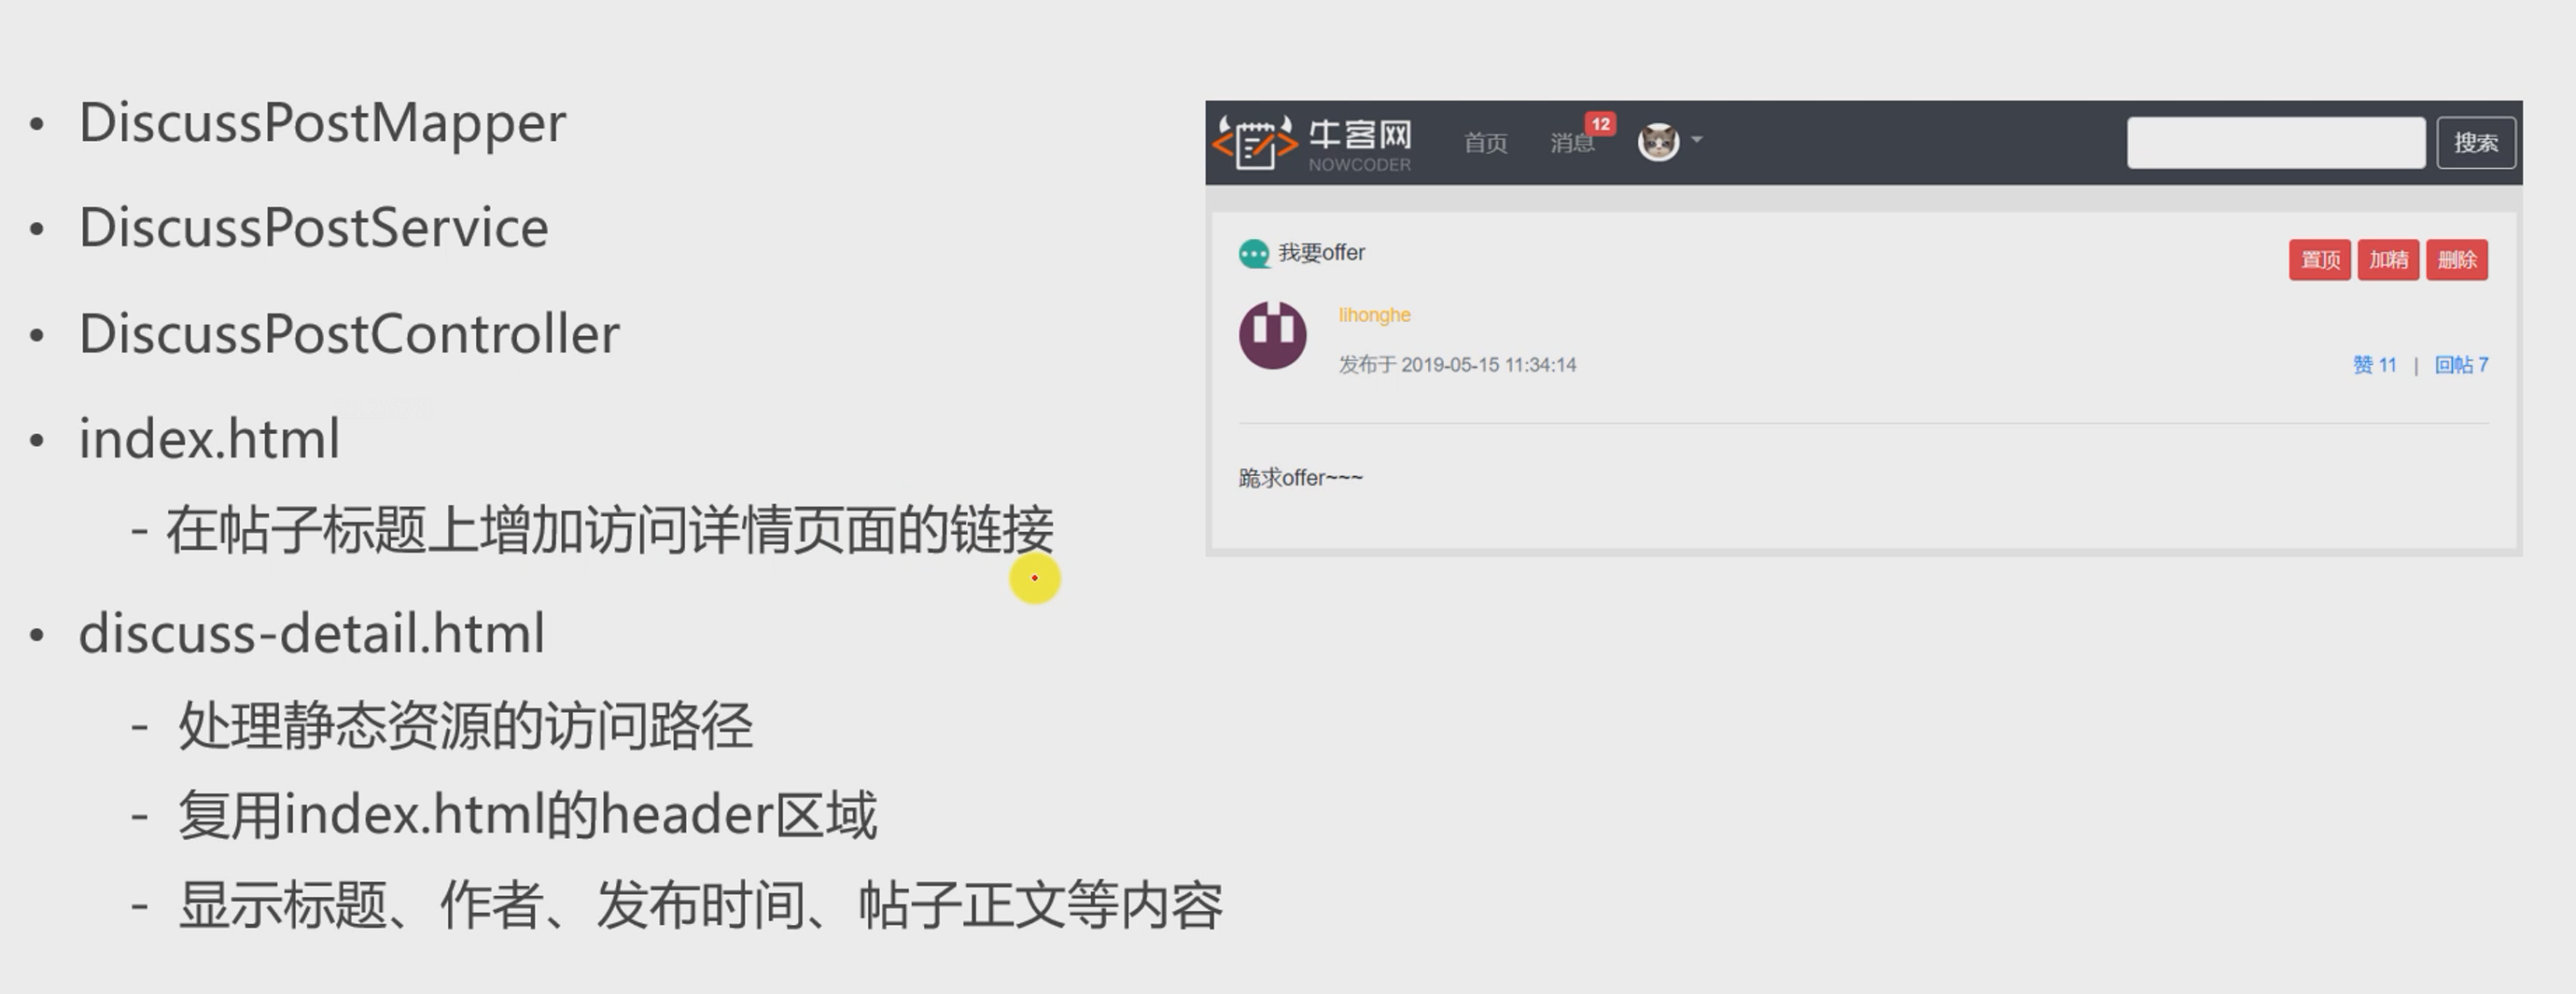 • DiscussPostMapper
• DiscussPostService
• DiscussPostController
• index.html
- 在帖子标题上增加访问详情页面的链接
• discuss-detail.html
- 处理静态资源的访问路径
- 复用index.html的header区域
- 显示标题、作者、发布时间、帖子正文等内容
牛客网
NOWCODER
首页 消息 12 搜索
我要offer 置顶 加精 删除
lihonghe
发布于 2019-05-15 11:34:14 赞 11 | 回帖 7
跪求offer~~~